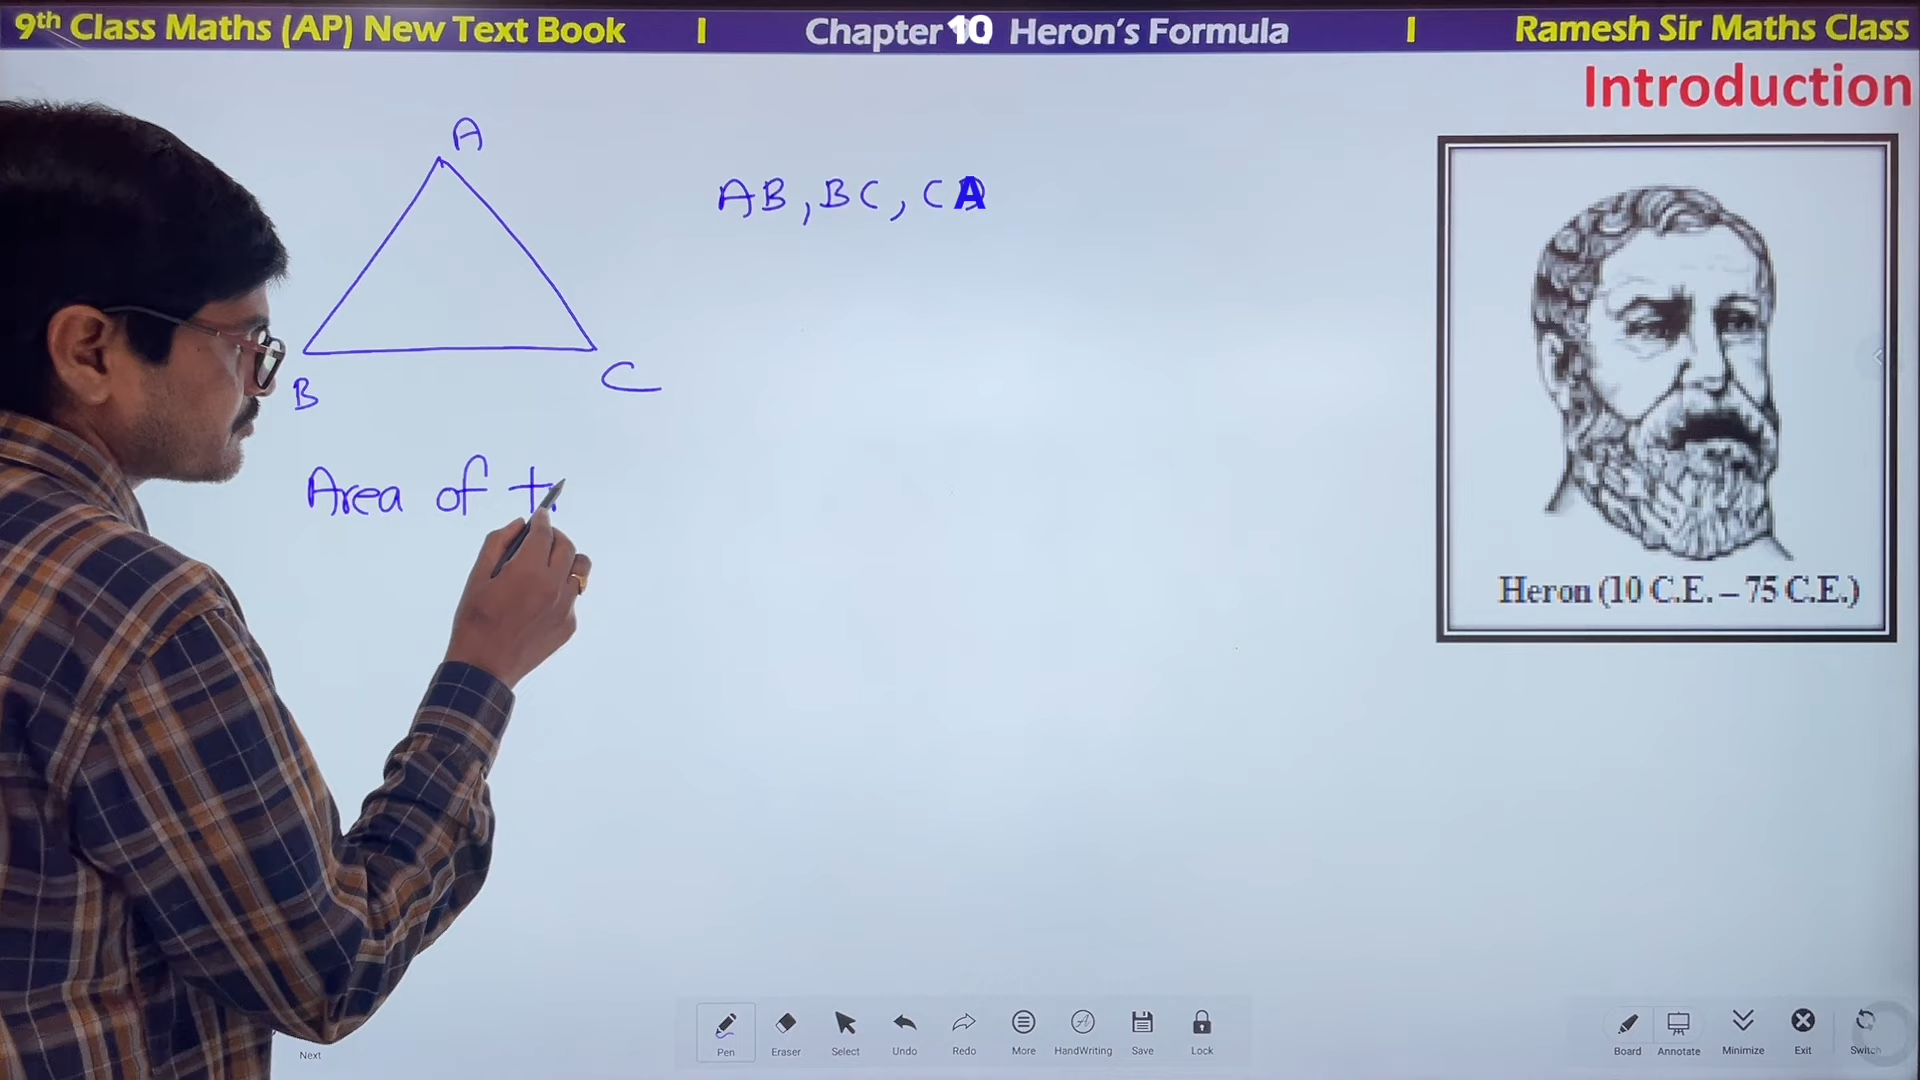 9th Class Maths (AP) New Text Book | Chapter 10 Heron's Formula | Ramesh Sir Maths Class
Introduction
A
AB, BC, CA
B
C
Area of
Heron (10 C.E. – 75 C.E.)
Next
Pen Eraser Select Undo Redo More HandWriting Save Lock
Board Annotate Minimize Exit Switch